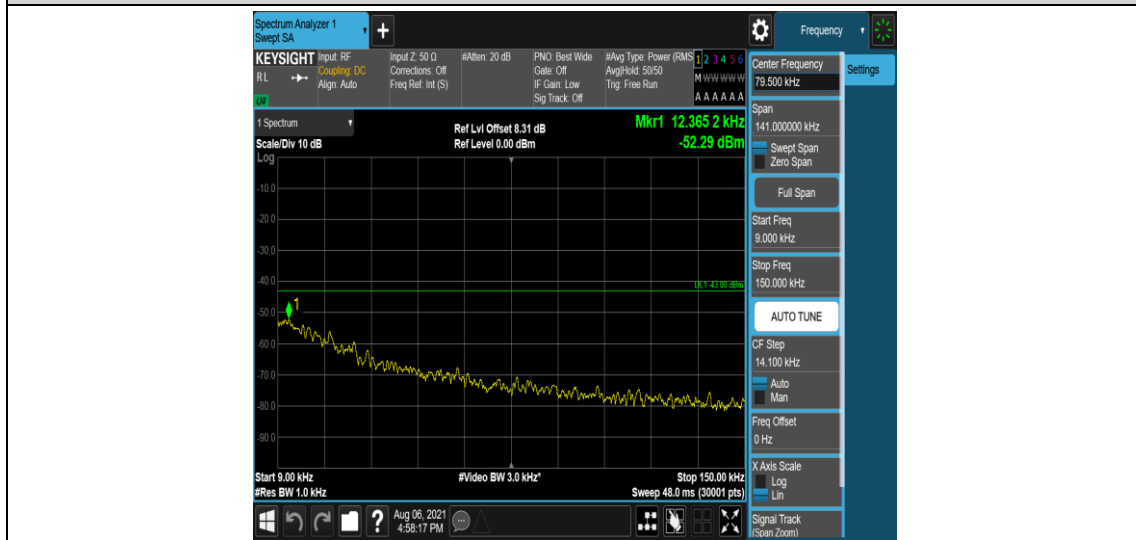 Spectrum Analyzer 1
Swept SA
+
Frequency
KEYSIGHT
RL
LXI
Input: RF
Coupling: DC
Align: Auto
Input Z: 50 Ω
Corrections: Off
Freq Ref: Int (S)
#Atten: 20 dB
PNO: Best Wide
Gate: Off
IF Gain: Low
Sig Track: Off
#Avg Type: Power (RMS
Avg|Hold: 50/50
Trig: Free Run
1 2 3 4 5 6
M W W W W W
A A A A A A
1 Spectrum
Scale/Div 10 dB
Log
Ref Lvl Offset 8.31 dB
Ref Level 0.00 dBm
Mkr1 12.365 2 kHz
-52.29 dBm
-10.0
-20.0
-30.0
-40.0
DL1 -43.00 dBm
-50.0
1
-60.0
-70.0
-80.0
-90.0
Start 9.00 kHz
#Res BW 1.0 kHz
#Video BW 3.0 kHz*
Stop 150.00 kHz
Sweep 48.0 ms (30001 pts)
Center Frequency
79.500 kHz
Settings
Span
141.000000 kHz
Swept Span
Zero Span
Full Span
Start Freq
9.000 kHz
Stop Freq
150.000 kHz
AUTO TUNE
CF Step
14.100 kHz
Auto
Man
Freq Offset
0 Hz
X Axis Scale
Log
Lin
Signal Track
(Span Zoom)
?
Aug 06, 2021
4:58:17 PM